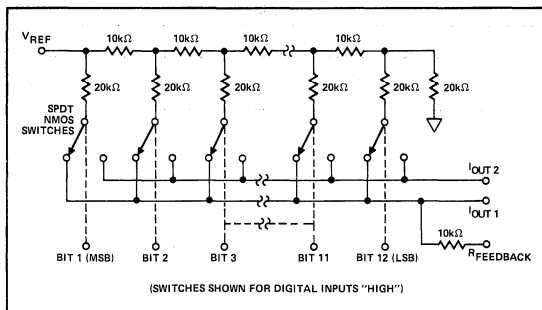 VREF
10kΩ 10kΩ 10kΩ 10kΩ
20kΩ 20kΩ 20kΩ 20kΩ 20kΩ 20kΩ
SPDT
NMOS
SWITCHES
IOUT 2
IOUT 1
10kΩ
RFEEDBACK
BIT 1 (MSB) BIT 2 BIT 3 BIT 11 BIT 12 (LSB)
(SWITCHES SHOWN FOR DIGITAL INPUTS "HIGH")